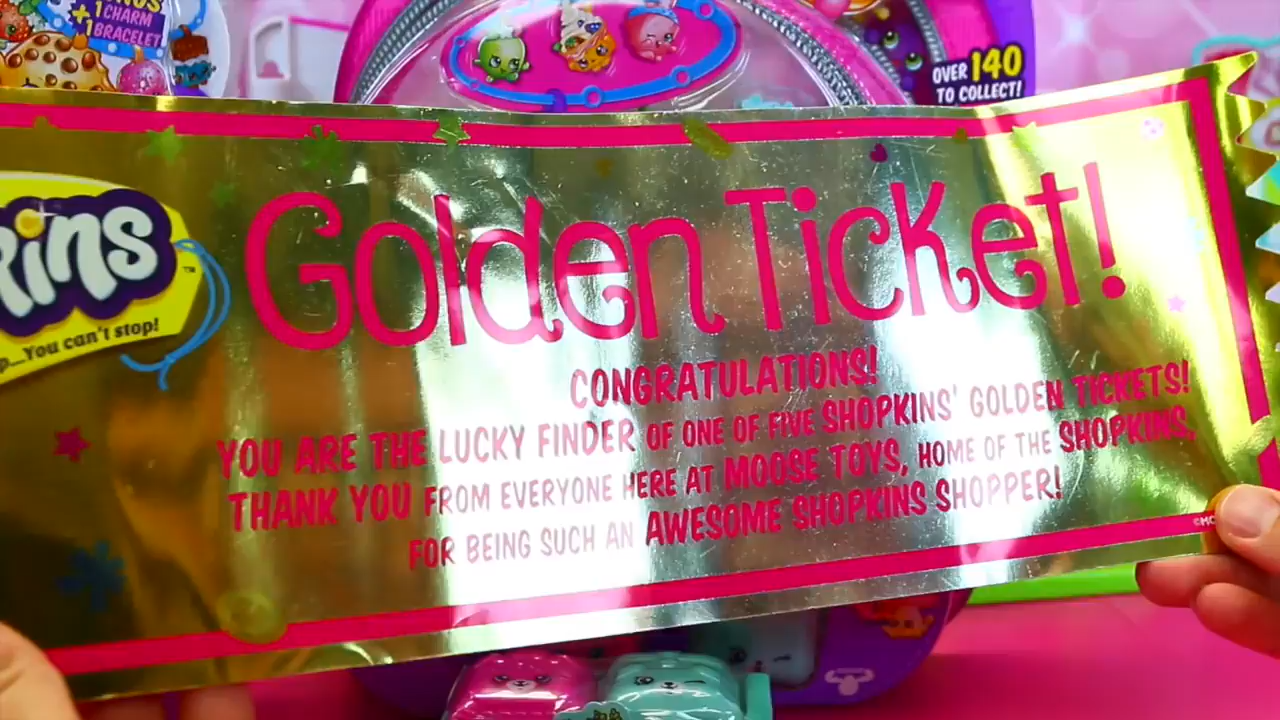 +1 CHARM
+1 BRACELET
OVER 140
TO COLLECT!
kins™
p...You can't stop!
Golden Ticket!
CONGRATULATIONS!
YOU ARE THE LUCKY FINDER OF ONE OF FIVE SHOPKINS' GOLDEN TICKETS!
THANK YOU FROM EVERYONE HERE AT MOOSE TOYS, HOME OF THE SHOPKINS,
FOR BEING SUCH AN AWESOME SHOPKINS SHOPPER!